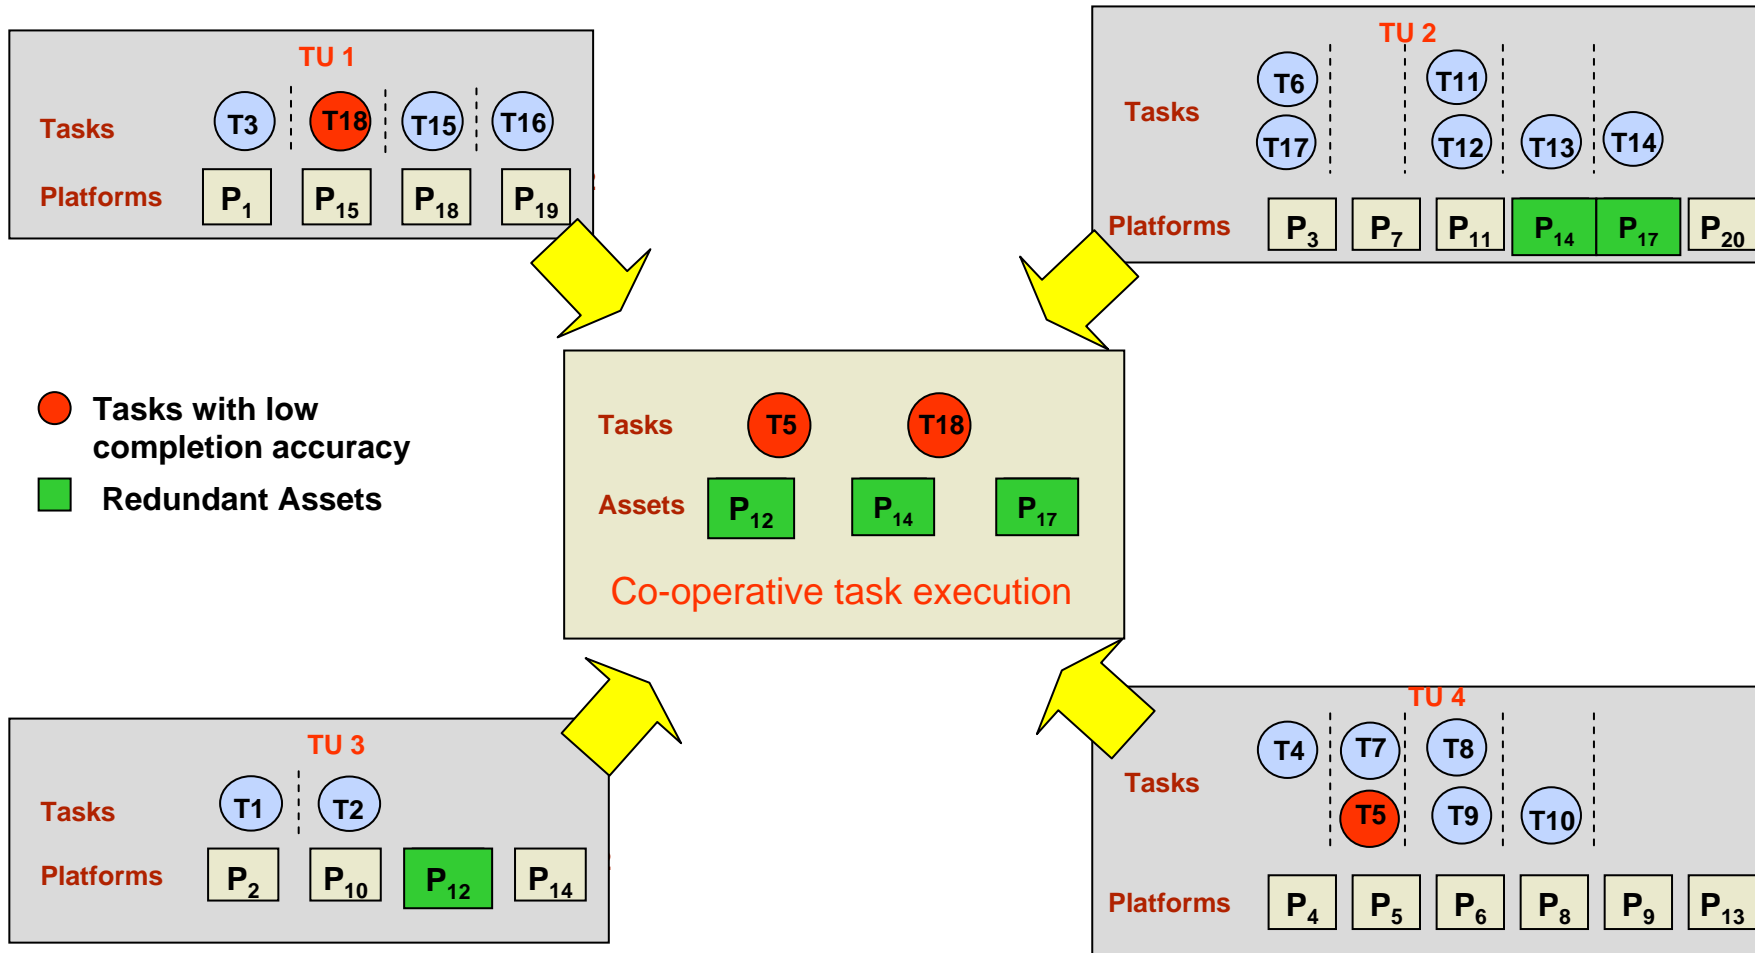 TU 1
Tasks
T3 T18 T15 T16
Platforms
P1 P15 P18 P19
TU 2
T6 T11
Tasks
T17 T12 T13 T14
Platforms
P3 P7 P11 P14 P17 P20
Tasks with low
completion accuracy
Redundant Assets
Tasks
T5 T18
Assets
P12 P14 P17
Co-operative task execution
TU 3
Tasks
T1 T2
Platforms
P2 P10 P12 P14
TU 4
T4 T7 T8
Tasks
T5 T9 T10
Platforms
P4 P5 P6 P8 P9 P13